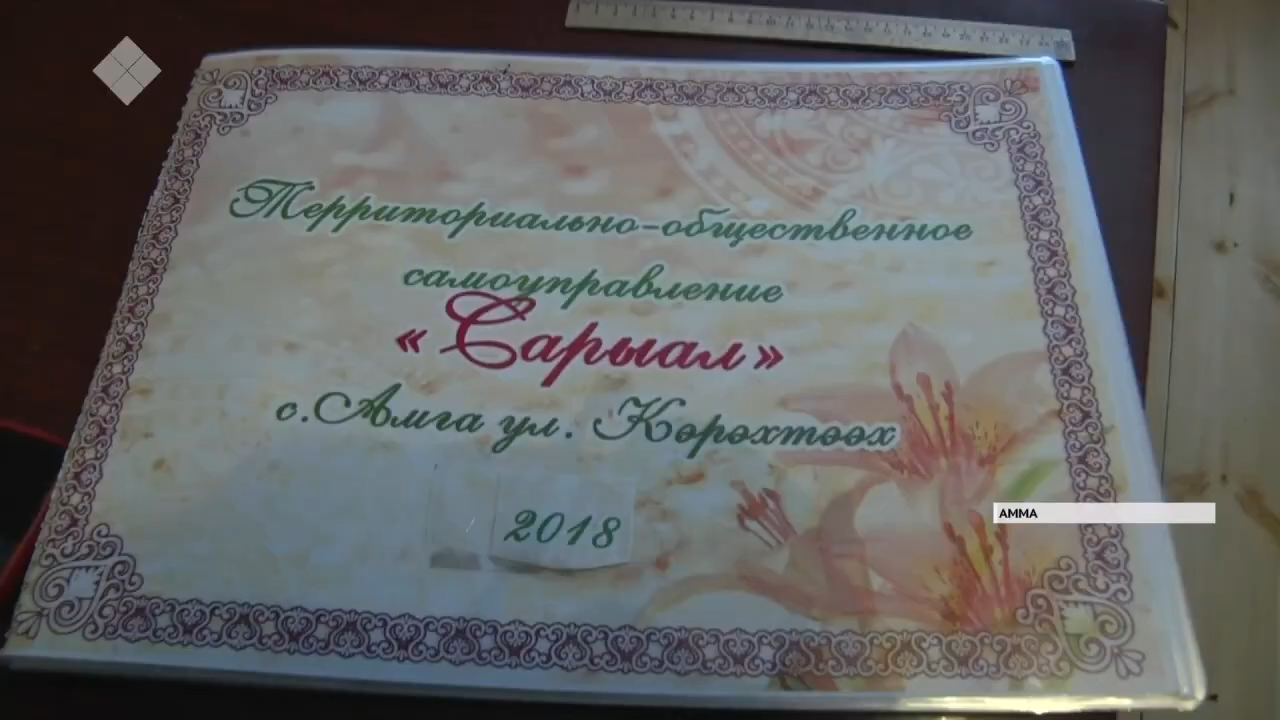 Территориально-общественное
самоуправление
«Сарыал»
с. Амга ул. Көрөхтөөх
2018
АММА